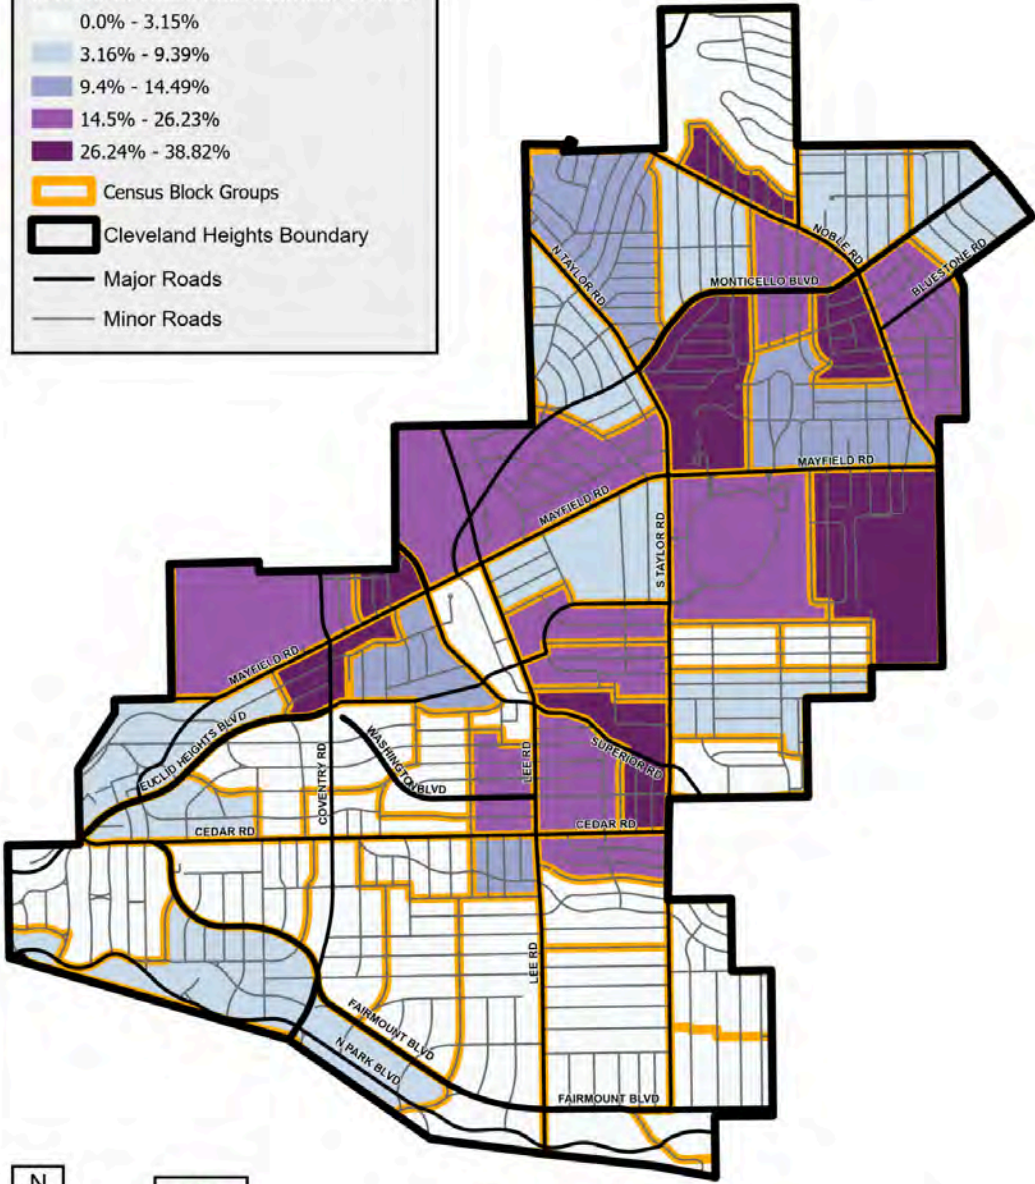 0.0% - 3.15%
3.16% - 9.39%
9.4% - 14.49%
14.5% - 26.23%
26.24% - 38.82%
Census Block Groups
Cleveland Heights Boundary
Major Roads
Minor Roads
NOBLE RD
N TAYLOR RD
BLUESTONE RD
MONTICELLO BLVD
MAYFIELD RD
MAYFIELD RD
S TAYLOR RD
MAYFIELD RD
EUCLID HEIGHTS BLVD
COVENTRY RD
WASHINGTON BLVD
LEE RD
SUPERIOR RD
CEDAR RD
CEDAR RD
LEE RD
FAIRMOUNT BLVD
N PARK BLVD
FAIRMOUNT BLVD
N